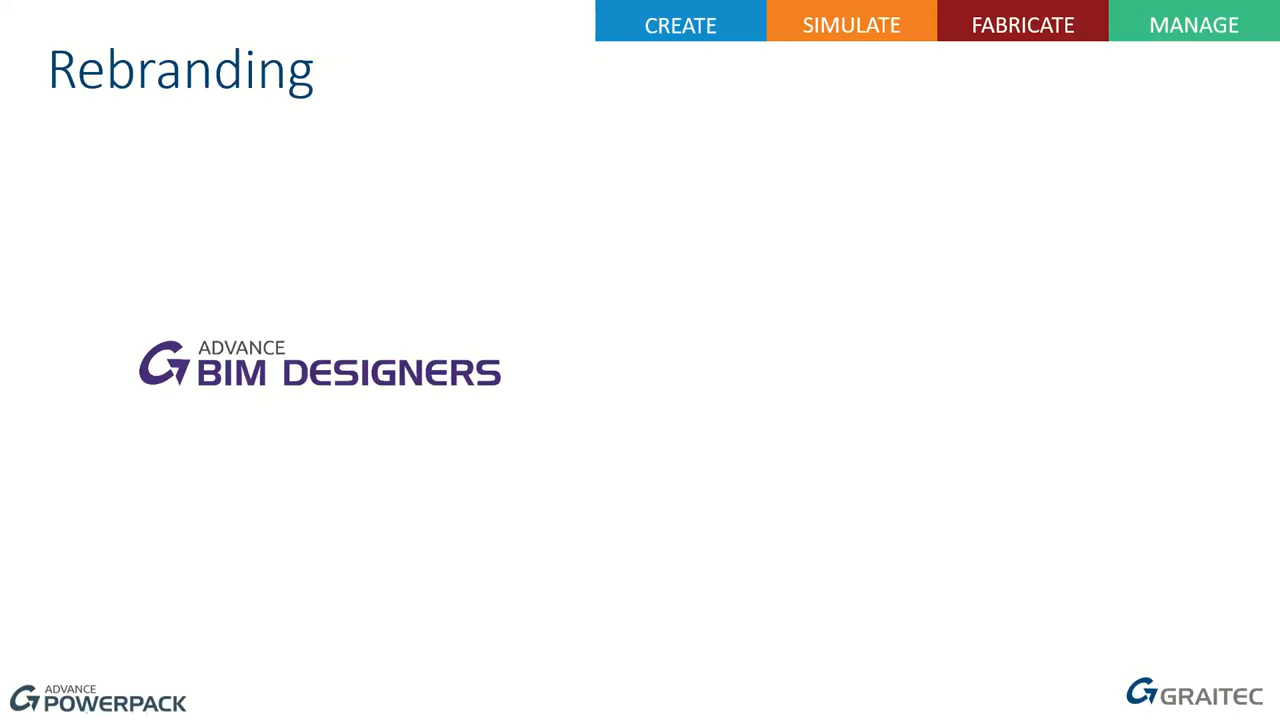 CREATE
SIMULATE
FABRICATE
MANAGE
Rebranding
ADVANCE
BIM DESIGNERS
ADVANCE
POWERPACK
GRAITEC